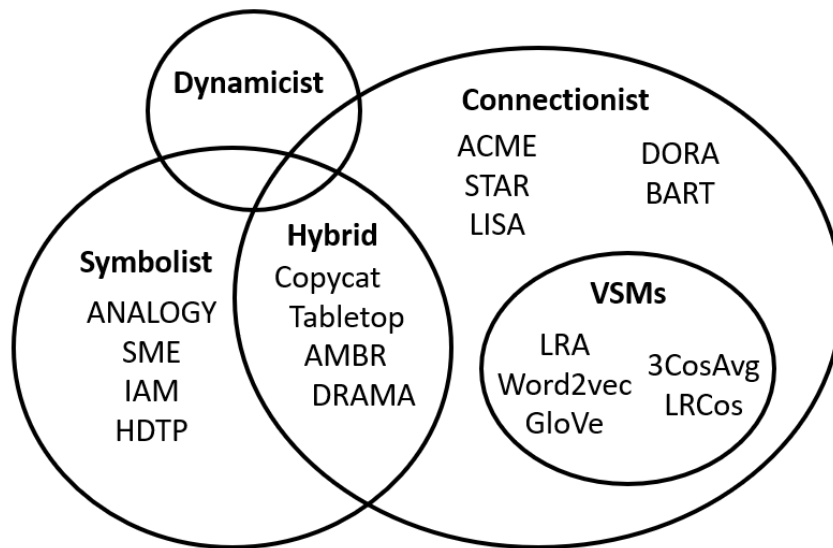 Dynamicist
Connectionist
ACME
STAR
LISA
DORA
BART
Symbolist
ANALOGY
SME
IAM
HDTP
Hybrid
Copycat
Tabletop
AMBR
DRAMA
VSMs
LRA
Word2vec
GloVe
3CosAvg
LRCos